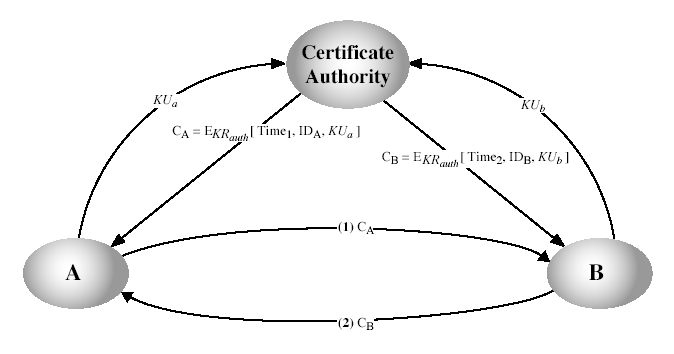 Certificate
Authority
KUa
KUb
CA = EKRauth[ Time1, IDA, KUa ]
CB = EKRauth[ Time2, IDB, KUb ]
(1) CA
A
B
(2) CB